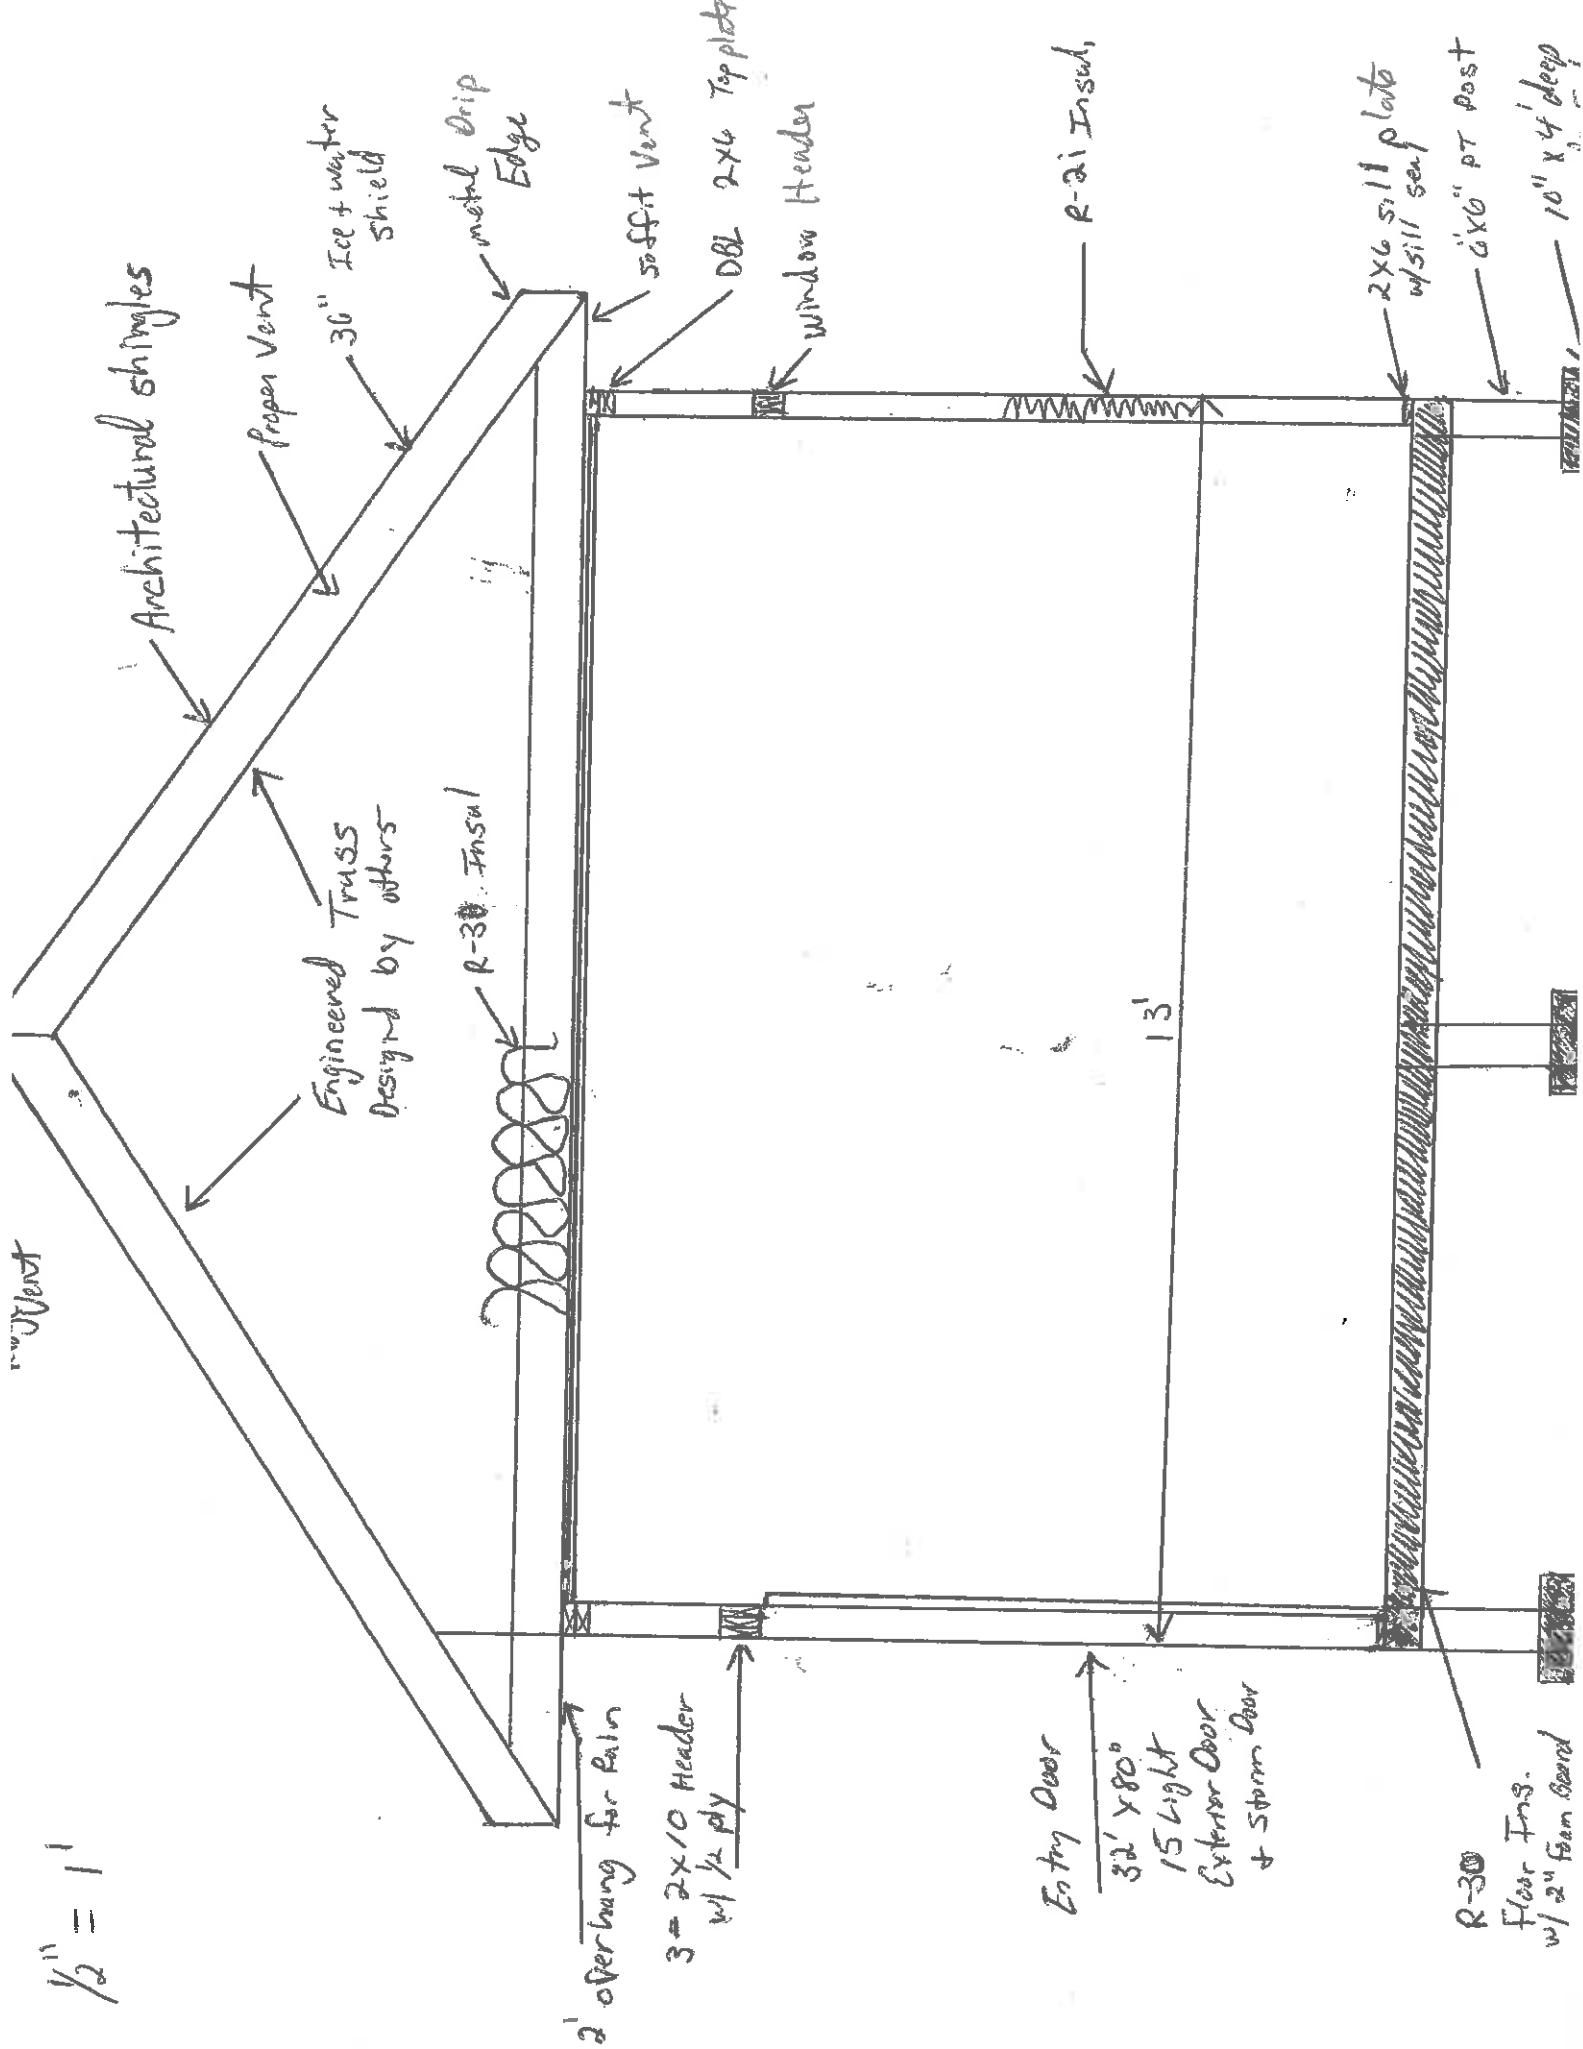 1/2" = 1'
Vent
Architectural shingles
Proper Vent
36" Ice + water
shield
metal Drip
Edge
soffit Vent
DBL 2x6 Top plate
Window Header
R-21 Insul,
2x6 sill plate
w/sill seal
6"x6" PT Post
10" x 4' deep
Engineered Truss
Designd by others
R-30 Insul
2' overhang for Rain
3- 2x10 Header
w/ 1/2 ply
Entry Door
32' x 80"
15 Light
Exterior Door
+ Storm Door
13'
R-30
Floor Ins.
w/ 2" foam Board